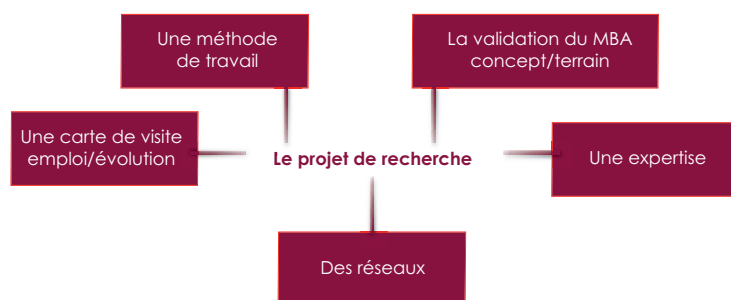 Une méthode
de travail
La validation du MBA
concept/terrain
Une carte de visite
emploi/évolution
Le projet de recherche
Une expertise
Des réseaux